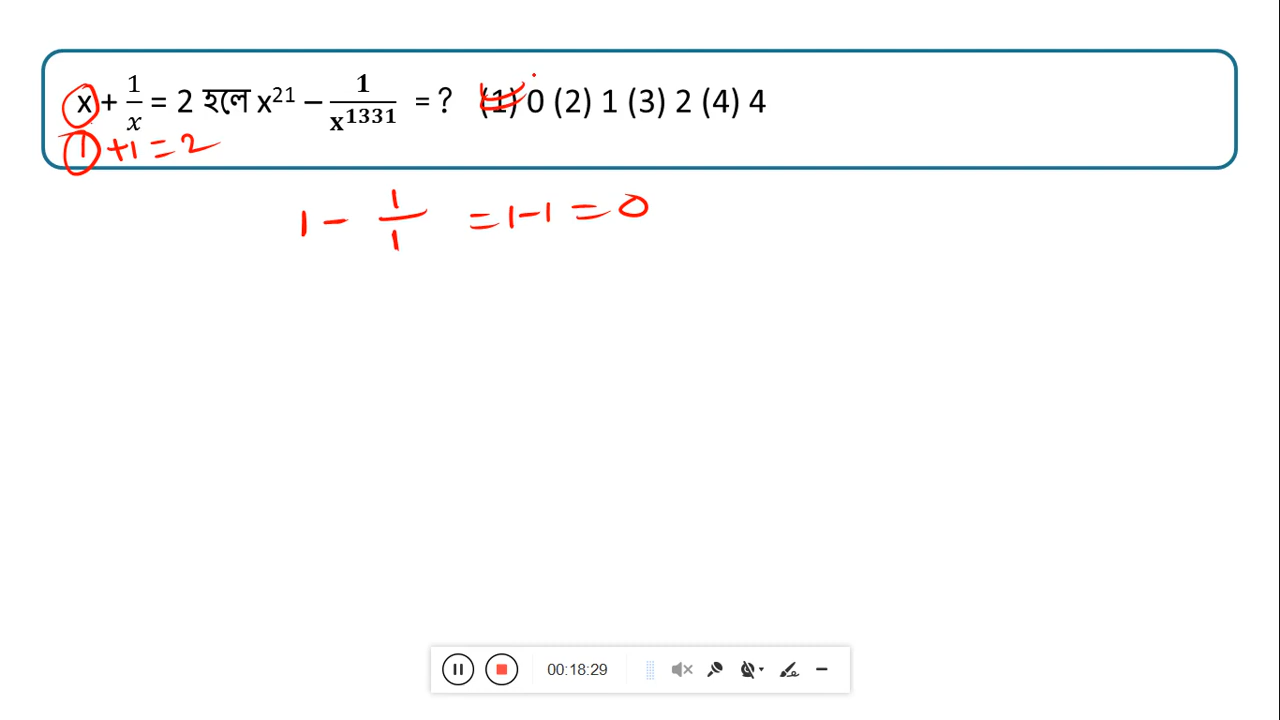 x + 1/x = 2 হলে x²¹ − 1/x¹³³¹ = ? (1) 0 (2) 1 (3) 2 (4) 4
1 + 1 = 2
1 − 1/1 = 1 − 1 = 0
00:18:29